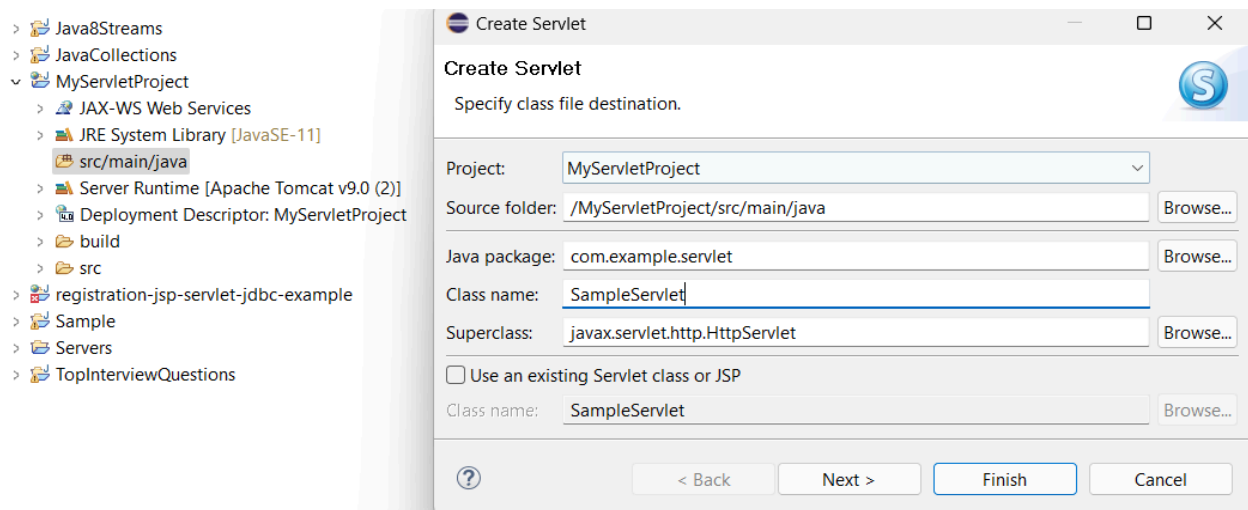 Java8Streams
JavaCollections
MyServletProject
JAX-WS Web Services
JRE System Library [JavaSE-11]
src/main/java
Server Runtime [Apache Tomcat v9.0 (2)]
Deployment Descriptor: MyServletProject
build
src
registration-jsp-servlet-jdbc-example
Sample
Servers
TopInterviewQuestions
Create Servlet
Create Servlet
Specify class file destination.
S
Project: MyServletProject
Source folder: /MyServletProject/src/main/java Browse...
Java package: com.example.servlet Browse...
Class name: SampleServlet
Superclass: javax.servlet.http.HttpServlet Browse...
Use an existing Servlet class or JSP
Class name: SampleServlet Browse...
? < Back Next > Finish Cancel